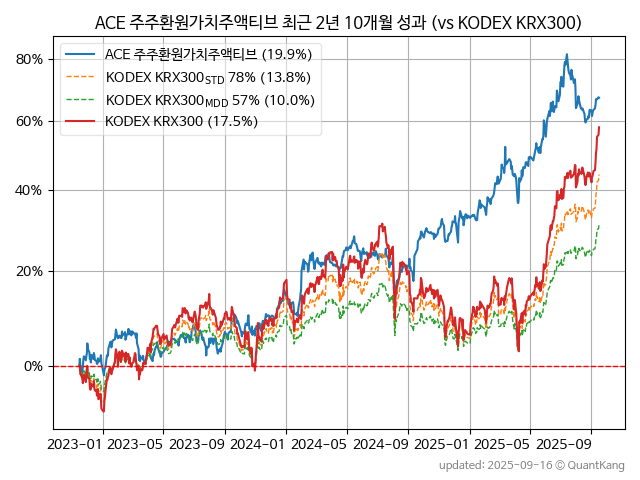 ACE 주주환원가치주액티브 최근 2년 10개월 성과 (vs KODEX KRX300)
ACE 주주환원가치주액티브 (19.9%)
KODEX KRX300STD 78% (13.8%)
KODEX KRX300MDD 57% (10.0%)
KODEX KRX300 (17.5%)
80%
60%
40%
20%
0%
2023-01 2023-05 2023-09 2024-01 2024-05 2024-09 2025-01 2025-05 2025-09
updated: 2025-09-16 © QuantKang